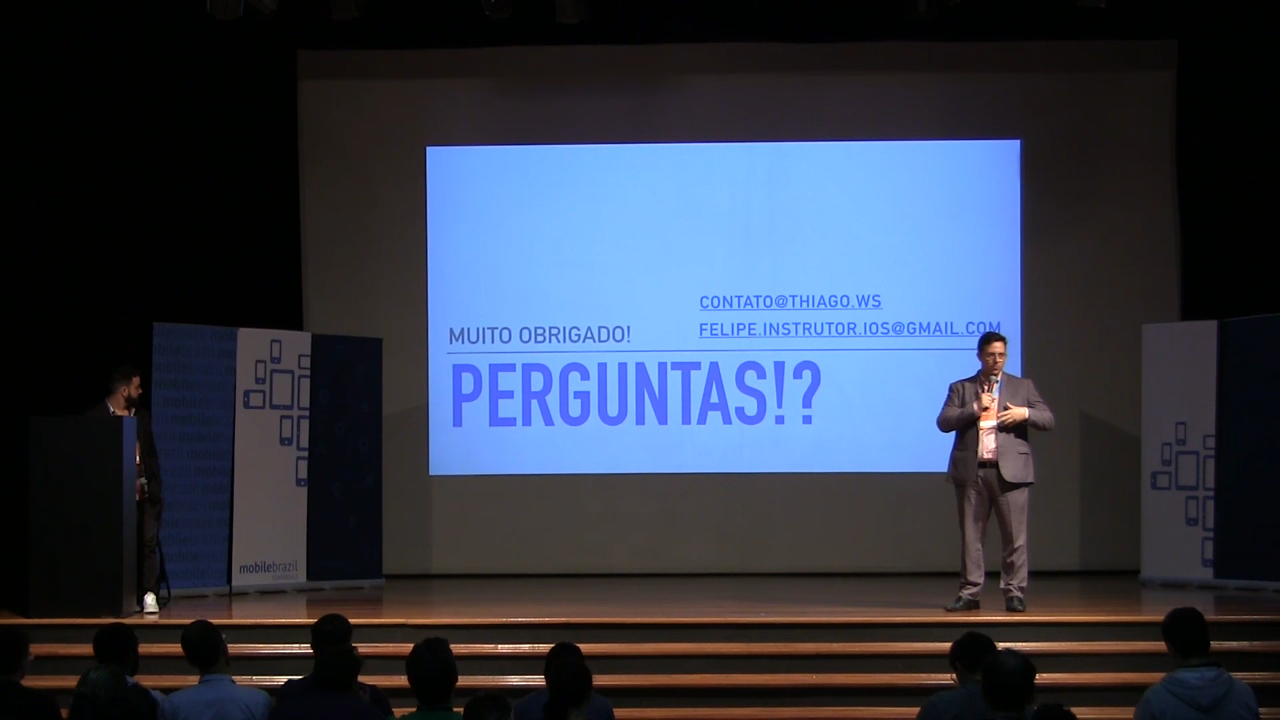 CONTATO@THIAGO.WS
FELIPE.INSTRUTOR.IOS@GMAIL.COM
MUITO OBRIGADO!
PERGUNTAS!?
mobilebrazil